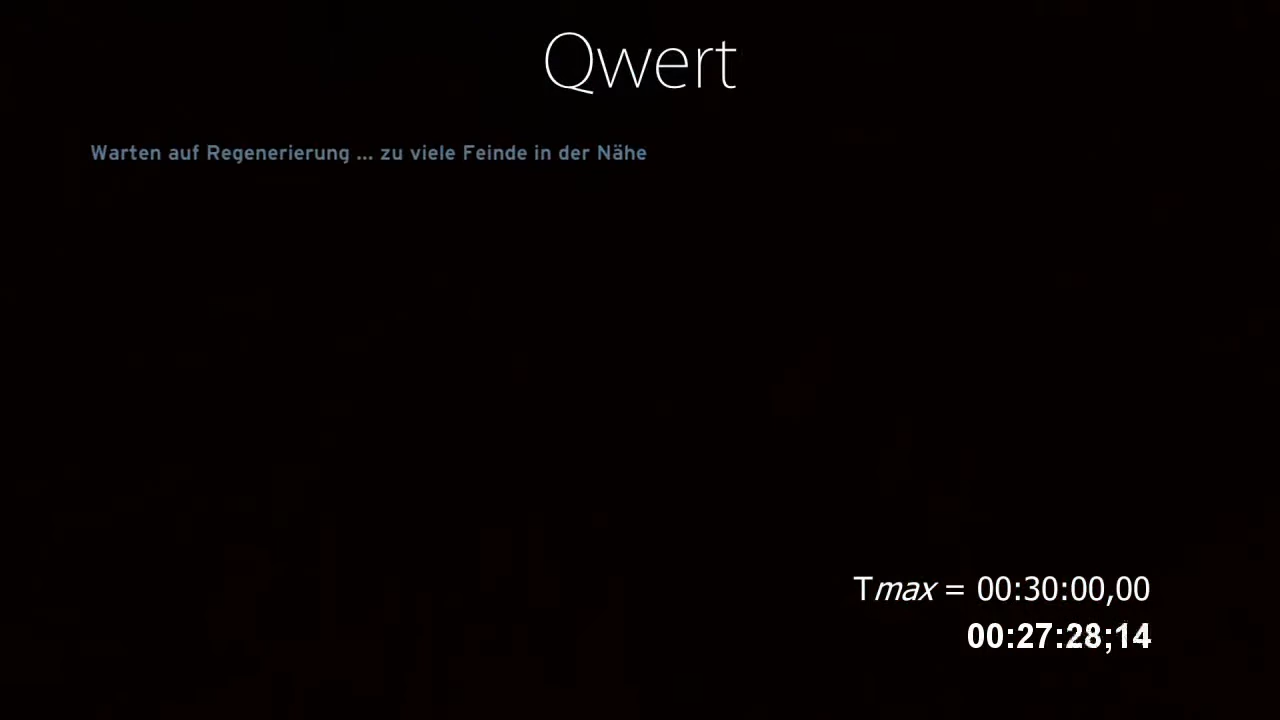 Qwert
Warten auf Regenerierung ... zu viele Feinde in der Nähe
Tmax = 00:30:00,00
00:27:28;14